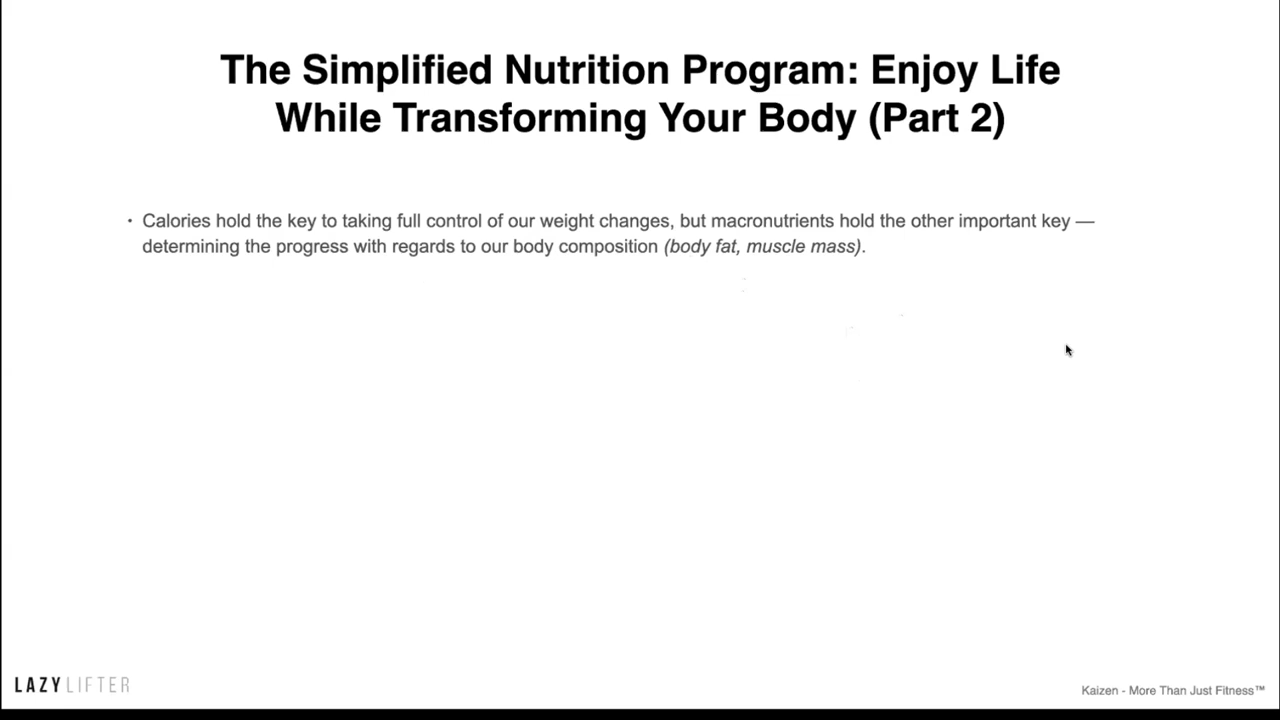 The Simplified Nutrition Program: Enjoy Life
While Transforming Your Body (Part 2)
· Calories hold the key to taking full control of our weight changes, but macronutrients hold the other important key —
determining the progress with regards to our body composition (body fat, muscle mass).
LAZYLIFTER
Kaizen - More Than Just Fitness™